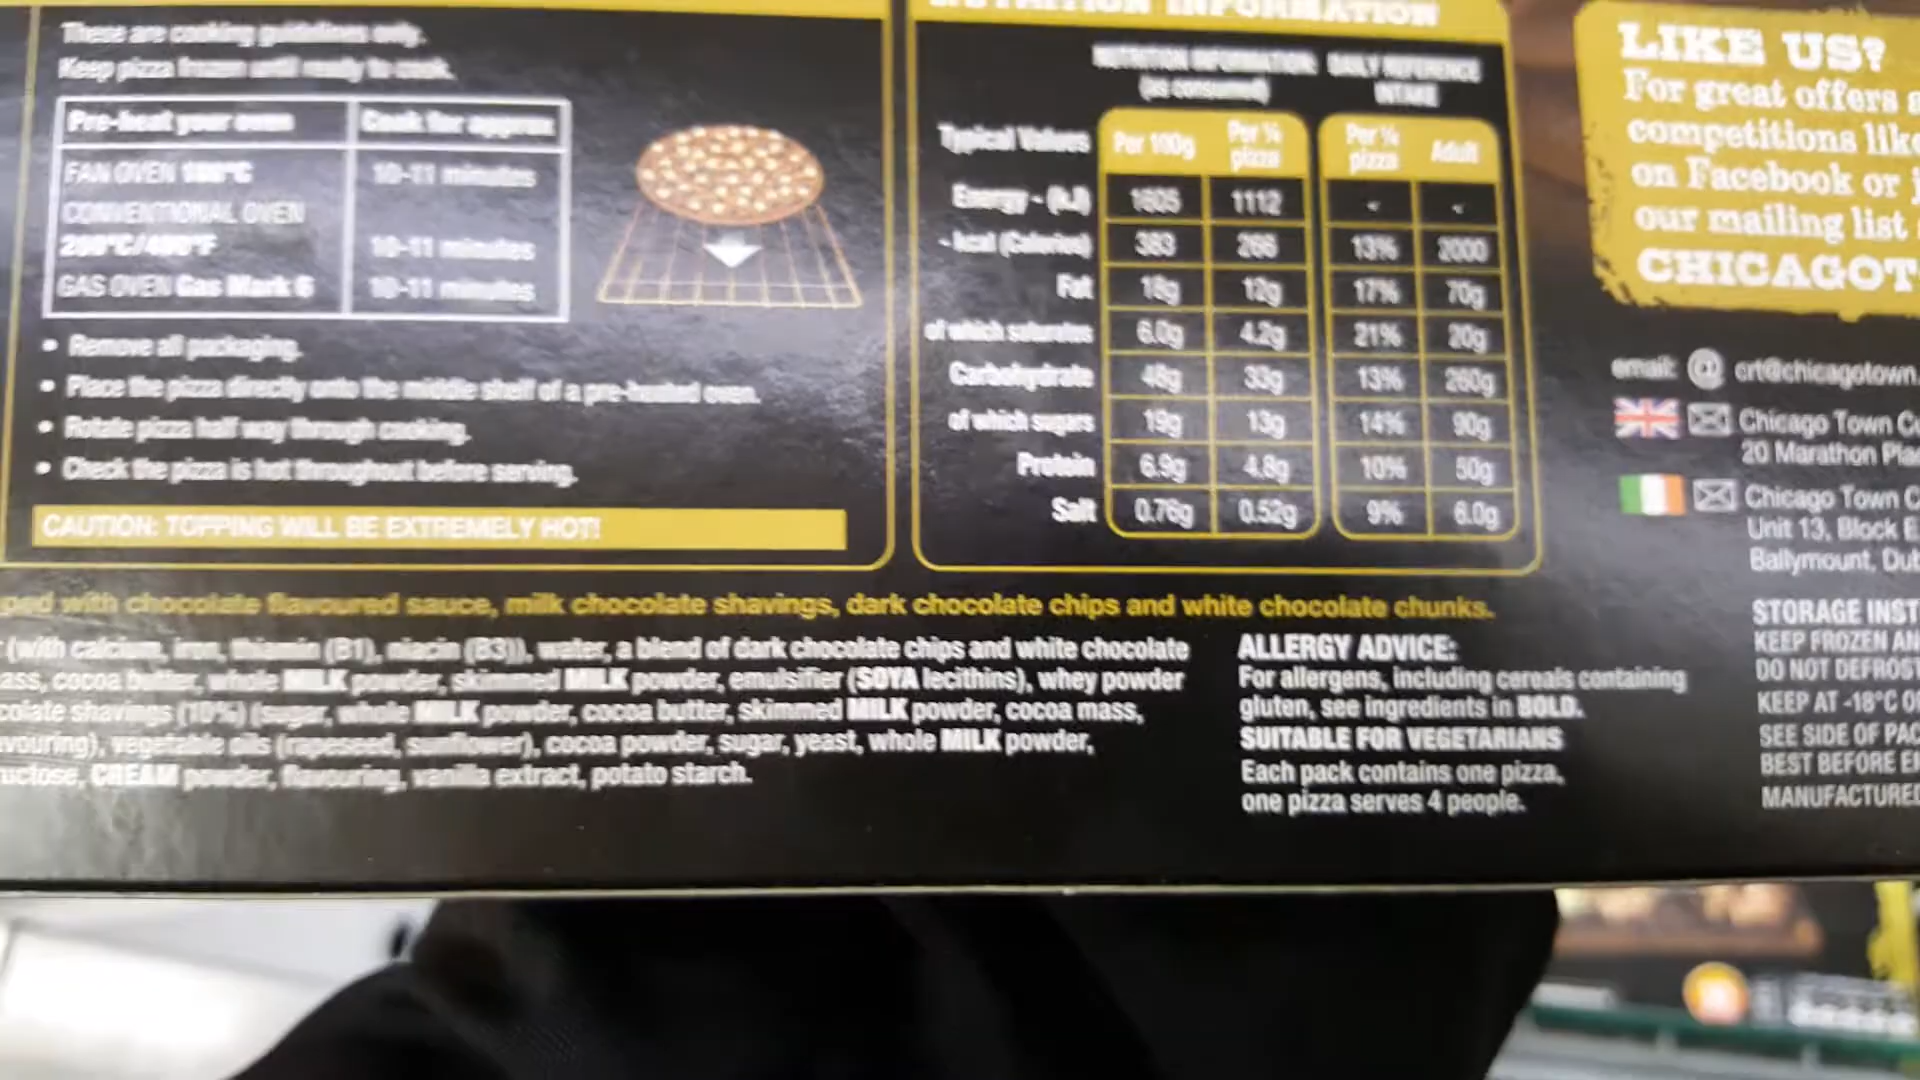 These are cooking guidelines only.
Keep pizza frozen until ready to cook.
Pre-heat your oven Cook for approx
FAN OVEN 180°C 10-11 minutes
CONVENTIONAL OVEN
200°C/400°F 10-11 minutes
GAS OVEN Gas Mark 6 10-11 minutes
• Remove all packaging.
• Place the pizza directly onto the middle shelf of a pre-heated oven.
• Rotate pizza half way through cooking.
• Check the pizza is hot throughout before serving.
CAUTION: TOPPING WILL BE EXTREMELY HOT!
NUTRITION INFORMATION
NUTRITION INFORMATION (as consumed) DAILY REFERENCE INTAKE
Typical Values Per 100g Per ¼ pizza Per ¼ pizza Adult
Energy - (kJ) 1605 1112 - -
- kcal (Calories) 383 266 13% 2000
Fat 18g 12g 17% 70g
of which saturates 6.0g 4.2g 21% 20g
Carbohydrate 48g 33g 13% 260g
of which sugars 19g 13g 14% 90g
Protein 6.9g 4.8g 10% 50g
Salt 0.76g 0.52g 9% 6.0g
LIKE US?
For great offers
competitions like
on Facebook or
our mailing list
CHICAGOT
email: @ crt@chicagotown.
Chicago Town
20 Marathon
Chicago Town
Unit 13, Block
Ballymount,
ped with chocolate flavoured sauce, milk chocolate shavings, dark chocolate chips and white chocolate chunks.
(with calcium, iron, thiamin (B1), niacin (B3)), water, a blend of dark chocolate chips and white chocolate
ass, cocoa butter, whole MILK powder, skimmed MILK powder, emulsifier (SOYA lecithins), whey powder
colate shavings (10%) (sugar, whole MILK powder, cocoa butter, skimmed MILK powder, cocoa mass,
vouring), vegetable oils (rapeseed, sunflower), cocoa powder, sugar, yeast, whole MILK powder,
uctose, CREAM powder, flavouring, vanilla extract, potato starch.
ALLERGY ADVICE:
For allergens, including cereals containing
gluten, see ingredients in BOLD.
SUITABLE FOR VEGETARIANS
Each pack contains one pizza,
one pizza serves 4 people.
STORAGE INST
KEEP FROZEN AN
DO NOT DEFROST
KEEP AT -18°C
SEE SIDE OF PAC
BEST BEFORE
MANUFACTURED